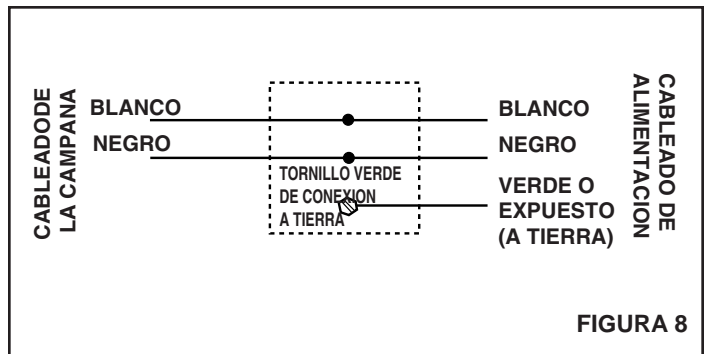 CABLEADODE
LA CAMPANA
BLANCO
NEGRO
TORNILLO VERDE
DE CONEXION
A TIERRA
BLANCO
NEGRO
VERDE O
EXPUESTO
(A TIERRA)
CABLEADO DE
ALIMENTACION
FIGURA 8